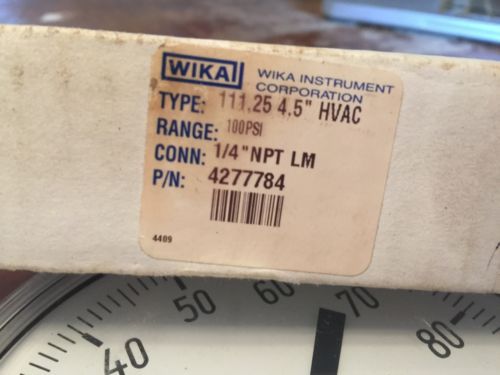 WIKA
WIKA INSTRUMENT
CORPORATION
TYPE: 111.25 4.5" HVAC
RANGE: 100PSI
CONN: 1/4" NPT LM
P/N: 4277784
4409
40 50 60 70 80